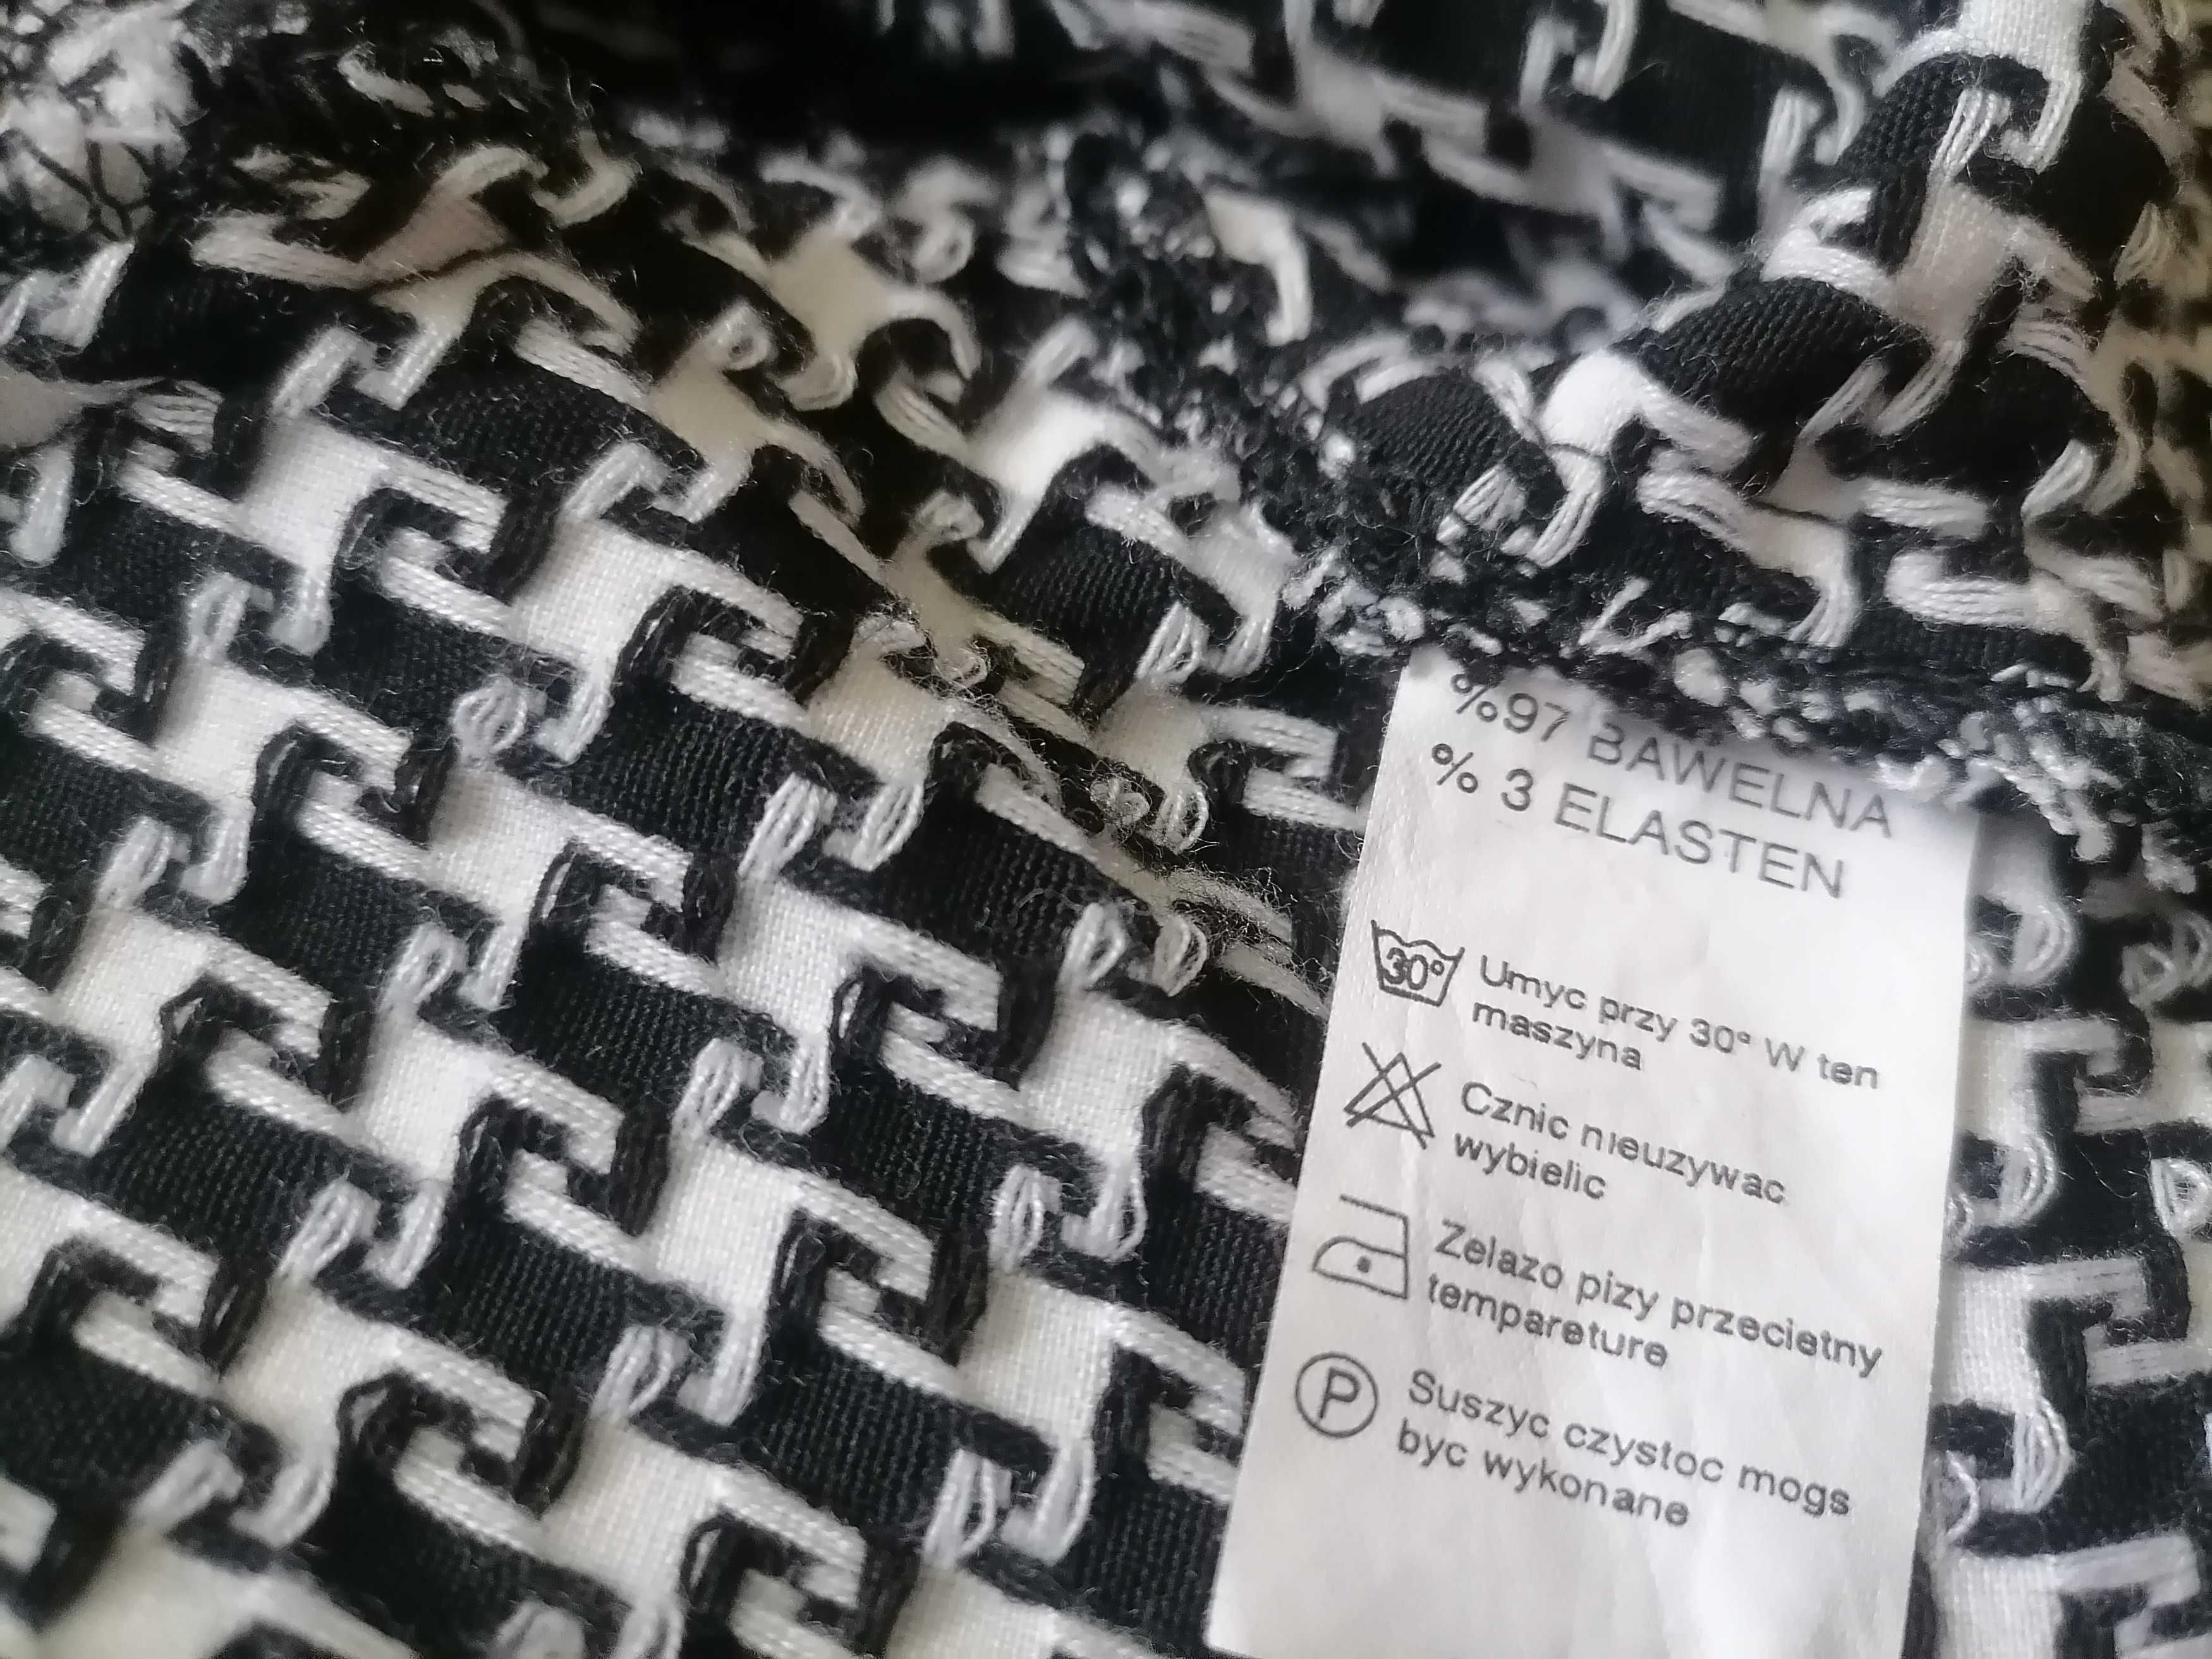 %97 BAWELNA
% 3 ELASTEN
30° Umyc przy 30° W ten
maszyna
Cznic nieuzywac
wybielic
Zelazo pizy przecietny
tempareture
P Suszyc czystoc mogs
byc wykonane